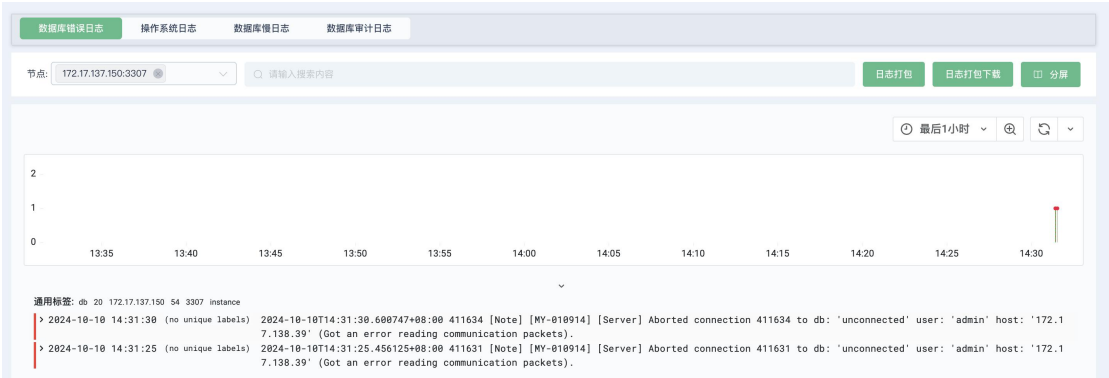 数据库错误日志 操作系统日志 数据库慢日志 数据库审计日志
节点: 172.17.137.150:3307 请输入搜索内容 日志打包 日志打包下载 分屏
最后1小时
2
1
0
13:35 13:40 13:45 13:50 13:55 14:00 14:05 14:10 14:15 14:20 14:25 14:30
通用标签: db 20 172.17.137.150 54 3307 instance
2024-10-10 14:31:30 (no unique labels) 2024-10-10T14:31:30.600747+08:00 411634 [Note] [MY-010914] [Server] Aborted connection 411634 to db: 'unconnected' user: 'admin' host: '172.1
7.138.39' (Got an error reading communication packets).
2024-10-10 14:31:25 (no unique labels) 2024-10-10T14:31:25.456125+08:00 411631 [Note] [MY-010914] [Server] Aborted connection 411631 to db: 'unconnected' user: 'admin' host: '172.1
7.138.39' (Got an error reading communication packets).